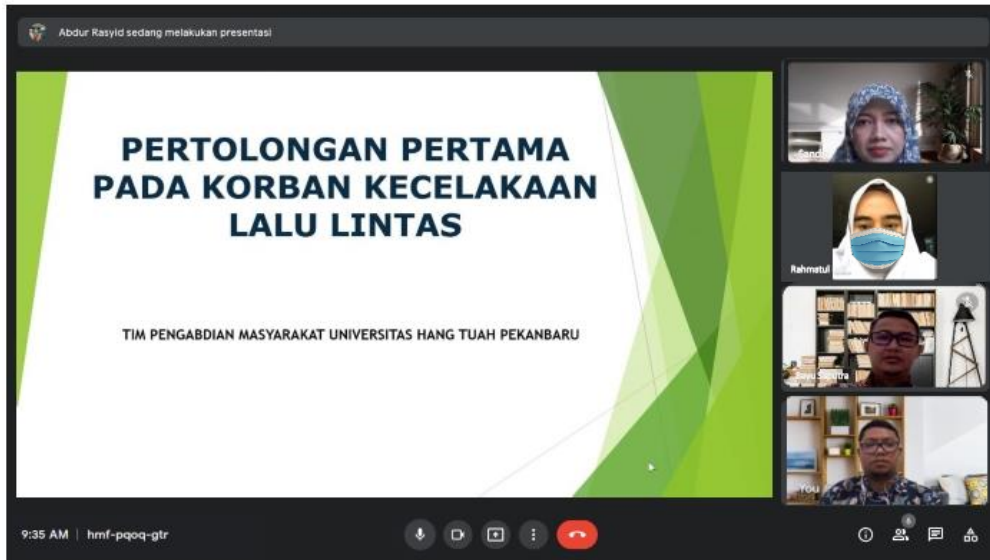 Abdur Rasyid sedang melakukan presentasi
PERTOLONGAN PERTAMA
PADA KORBAN KECELAKAAN
LALU LINTAS
TIM PENGABDIAN MASYARAKAT UNIVERSITAS HANG TUAH PEKANBARU
Rahmatul
You
9:35 AM | hmf-pqoq-gtr